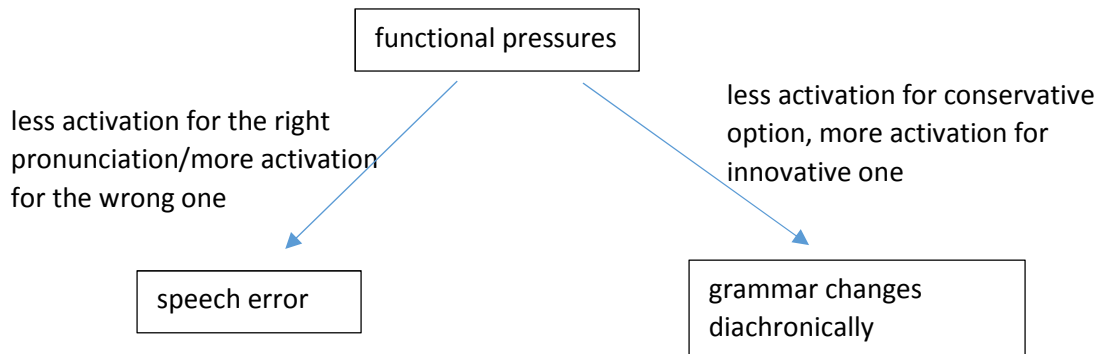 functional pressures
less activation for the right
pronunciation/more activation
for the wrong one
less activation for conservative
option, more activation for
innovative one
speech error
grammar changes
diachronically